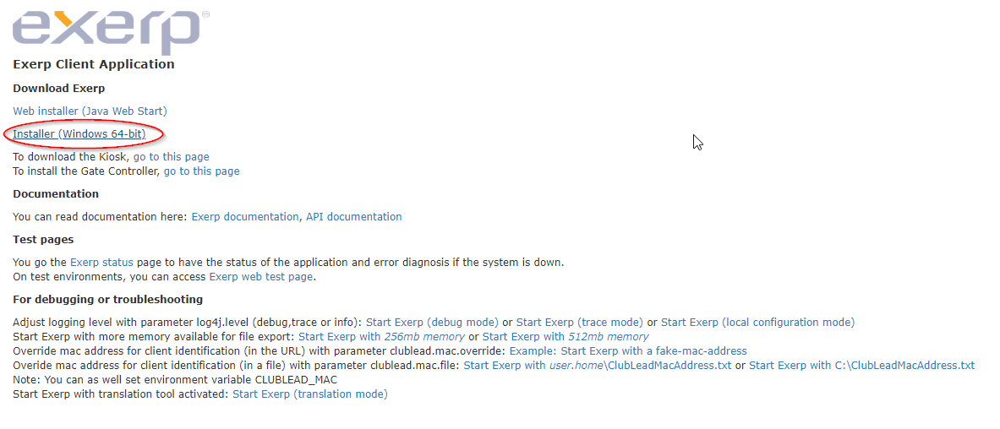 exerp®
Exerp Client Application
Download Exerp
Web installer (Java Web Start)
Installer (Windows 64-bit)
To download the Kiosk, go to this page
To install the Gate Controller, go to this page
Documentation
You can read documentation here: Exerp documentation, API documentation
Test pages
You go the Exerp status page to have the status of the application and error diagnosis if the system is down.
On test environments, you can access Exerp web test page.
For debugging or troubleshooting
Adjust logging level with parameter log4j.level (debug,trace or info): Start Exerp (debug mode) or Start Exerp (trace mode) or Start Exerp (local configuration mode)
Start Exerp with more memory available for file export: Start Exerp with 256mb memory or Start Exerp with 512mb memory
Override mac address for client identification (in the URL) with parameter clublead.mac.override: Example: Start Exerp with a fake-mac-address
Overide mac address for client identification (in a file) with parameter clublead.mac.file: Start Exerp with user.home\ClubLeadMacAddress.txt or Start Exerp with C:\ClubLeadMacAddress.txt
Note: You can as well set environment variable CLUBLEAD_MAC
Start Exerp with translation tool activated: Start Exerp (translation mode)